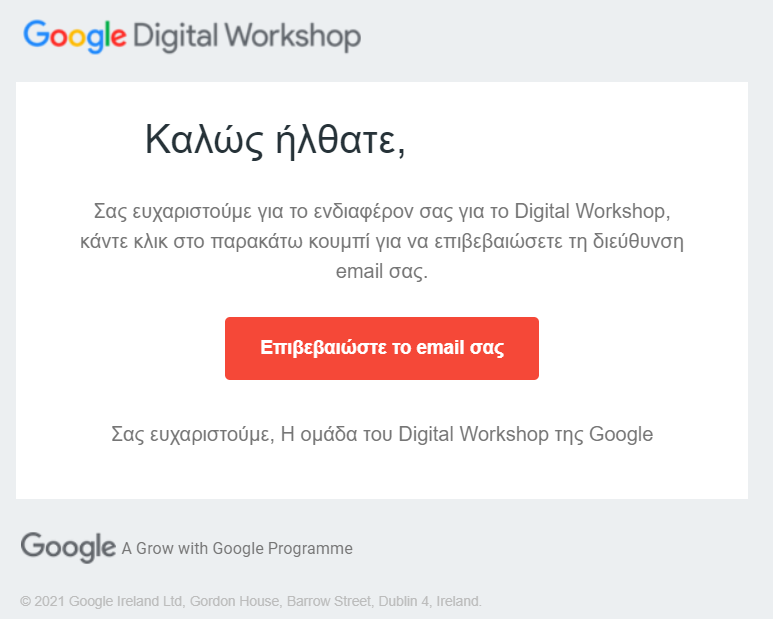 Google Digital Workshop
Καλώς ήλθατε,
Σας ευχαριστούμε για το ενδιαφέρον σας για το Digital Workshop,
κάντε κλικ στο παρακάτω κουμπί για να επιβεβαιώσετε τη διεύθυνση
email σας.
Επιβεβαιώστε το email σας
Σας ευχαριστούμε, Η ομάδα του Digital Workshop της Google
Google A Grow with Google Programme
© 2021 Google Ireland Ltd, Gordon House, Barrow Street, Dublin 4, Ireland.